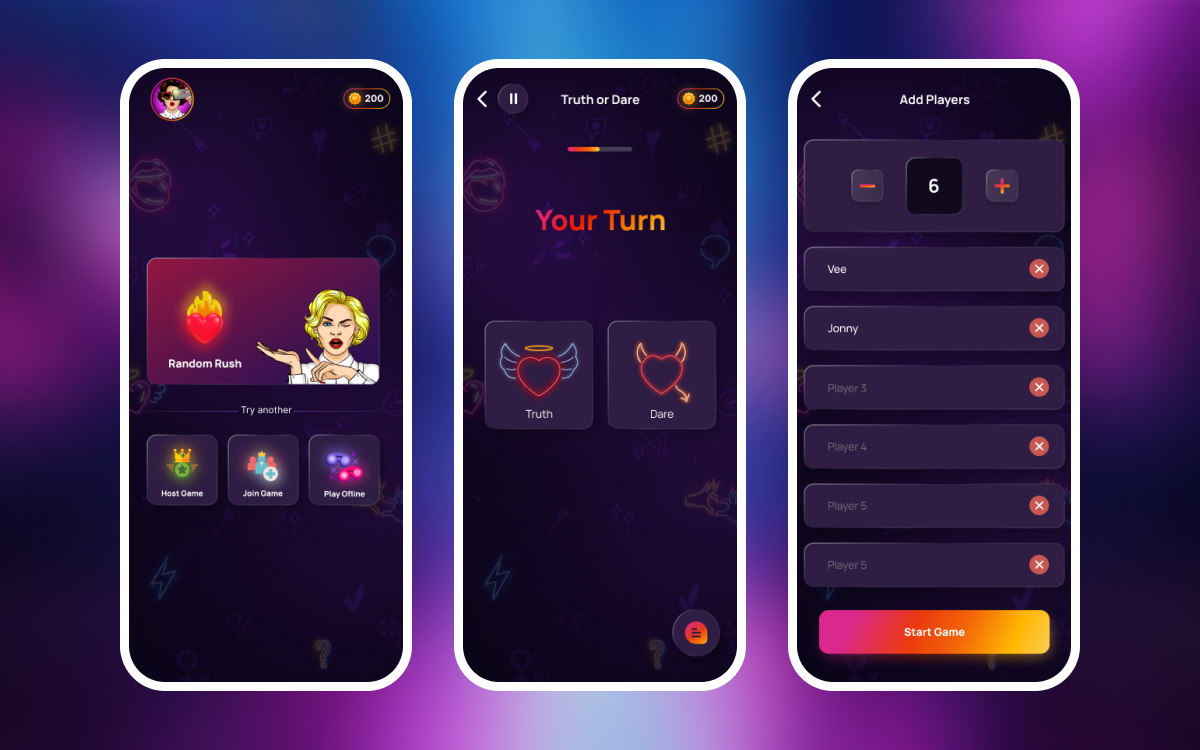 200
Random Rush
Try another
Host Game
Join Game
Play Ofline
Truth or Dare
200
Your Turn
Truth
Dare
Add Players
6
Vee
Jonny
Player 3
Player 4
Player 5
Player 5
Start Game